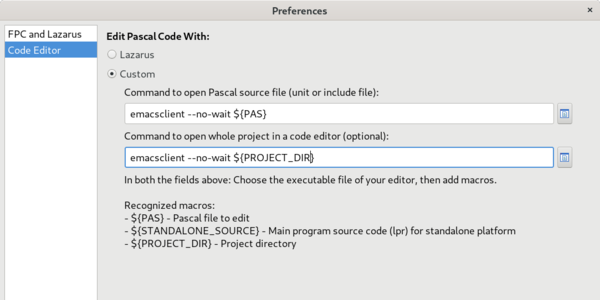 Preferences
×
FPC and Lazarus
Code Editor
Edit Pascal Code With:
Lazarus
Custom
Command to open Pascal source file (unit or include file):
emacsclient --no-wait ${PAS}
Command to open whole project in a code editor (optional):
emacsclient --no-wait ${PROJECT_DIR}
In both the fields above: Choose the executable file of your editor, then add macros.
Recognized macros:
- ${PAS} - Pascal file to edit
- ${STANDALONE_SOURCE} - Main program source code (lpr) for standalone platform
- ${PROJECT_DIR} - Project directory